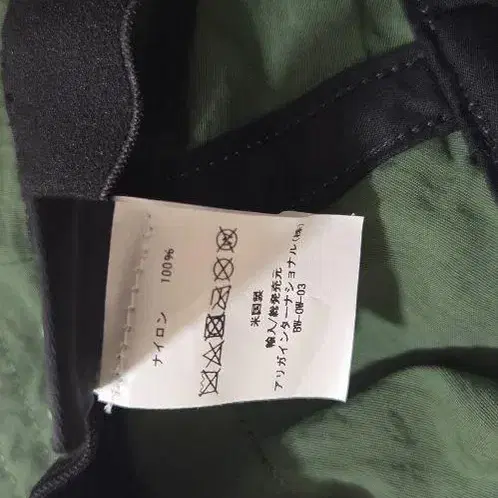 ナイロン 100%
米国製
輸入/総発売元
アリガインターナショナル(株)
BW-OW-03